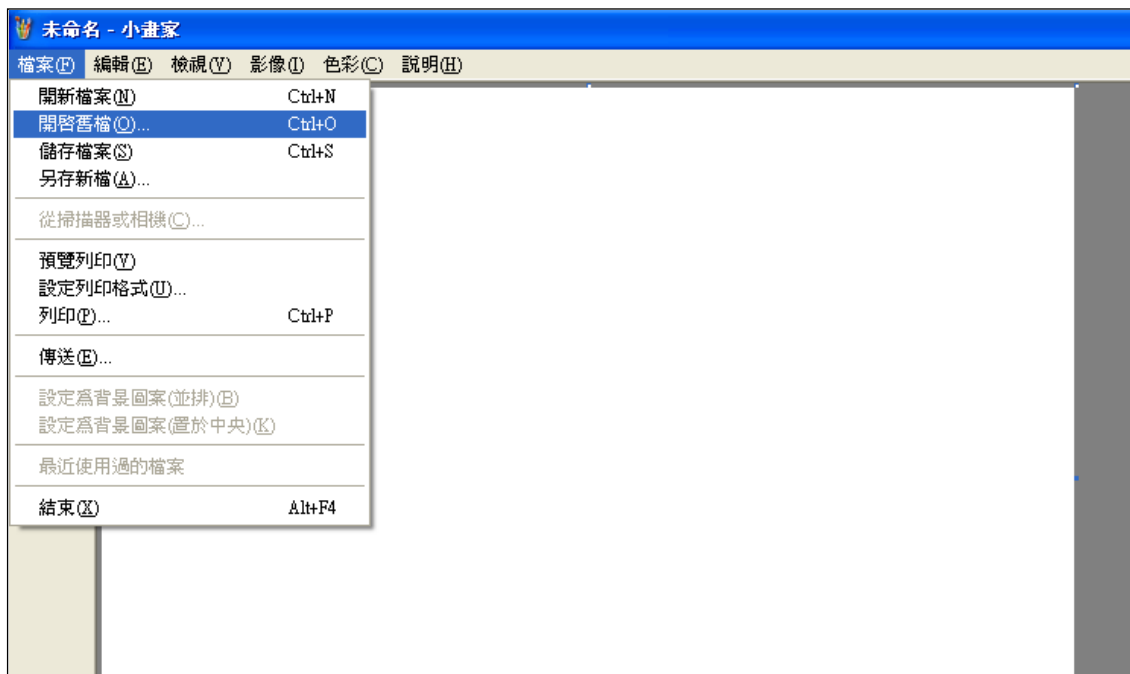 未命名 - 小畫家
檔案(F) 編輯(E) 檢視(V) 影像(I) 色彩(C) 說明(H)
開新檔案(N) Ctrl+N
開啓舊檔(O)... Ctrl+O
儲存檔案(S) Ctrl+S
另存新檔(A)...
從掃描器或相機(C)...
預覽列印(V)
設定列印格式(U)...
列印(P)... Ctrl+P
傳送(E)...
設定為背景圖案(並排)(B)
設定為背景圖案(置於中央)(K)
最近使用過的檔案
結束(X) Alt+F4